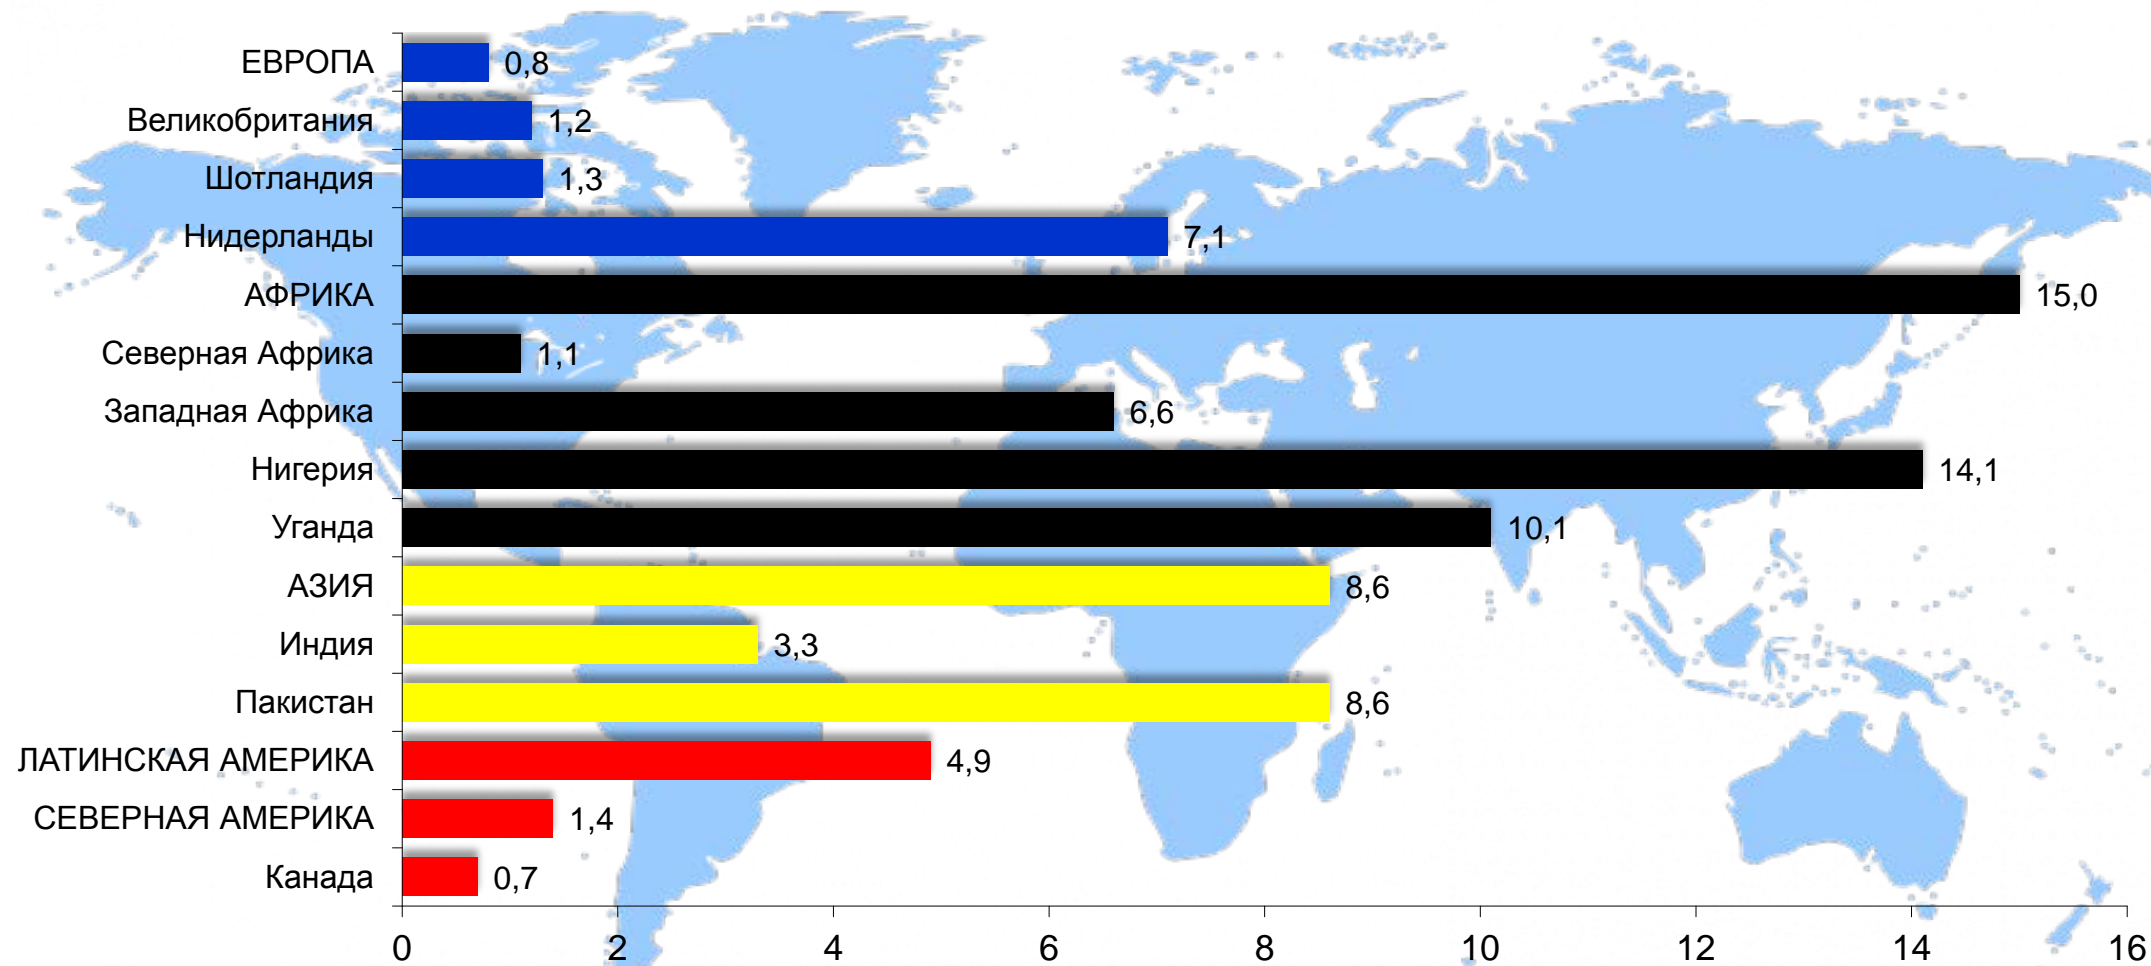 ЕВРОПА 0,8
Великобритания 1,2
Шотландия 1,3
Нидерланды 7,1
АФРИКА 15,0
Северная Африка 1,1
Западная Африка 6,6
Нигерия 14,1
Уганда 10,1
АЗИЯ 8,6
Индия 3,3
Пакистан 8,6
ЛАТИНСКАЯ АМЕРИКА 4,9
СЕВЕРНАЯ АМЕРИКА 1,4
Канада 0,7
0 2 4 6 8 10 12 14 16